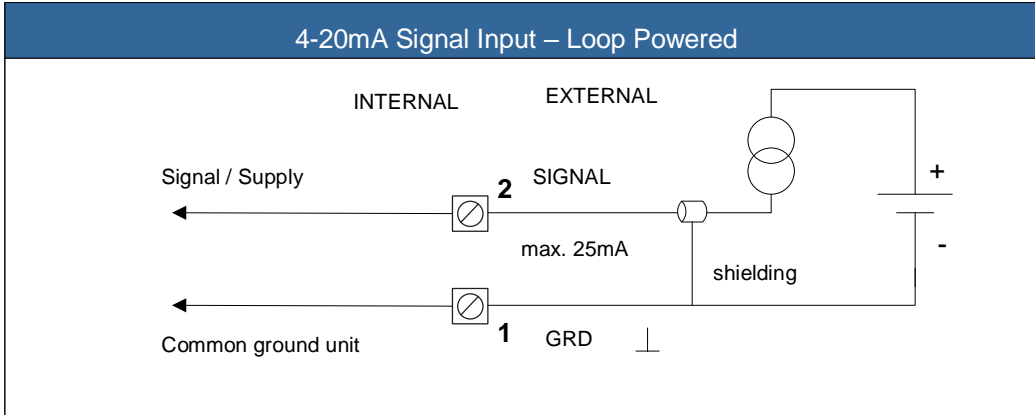 4-20mA Signal Input – Loop Powered
INTERNAL
EXTERNAL
Signal / Supply
2
SIGNAL
+
max. 25mA
-
shielding
1
GRD
Common ground unit